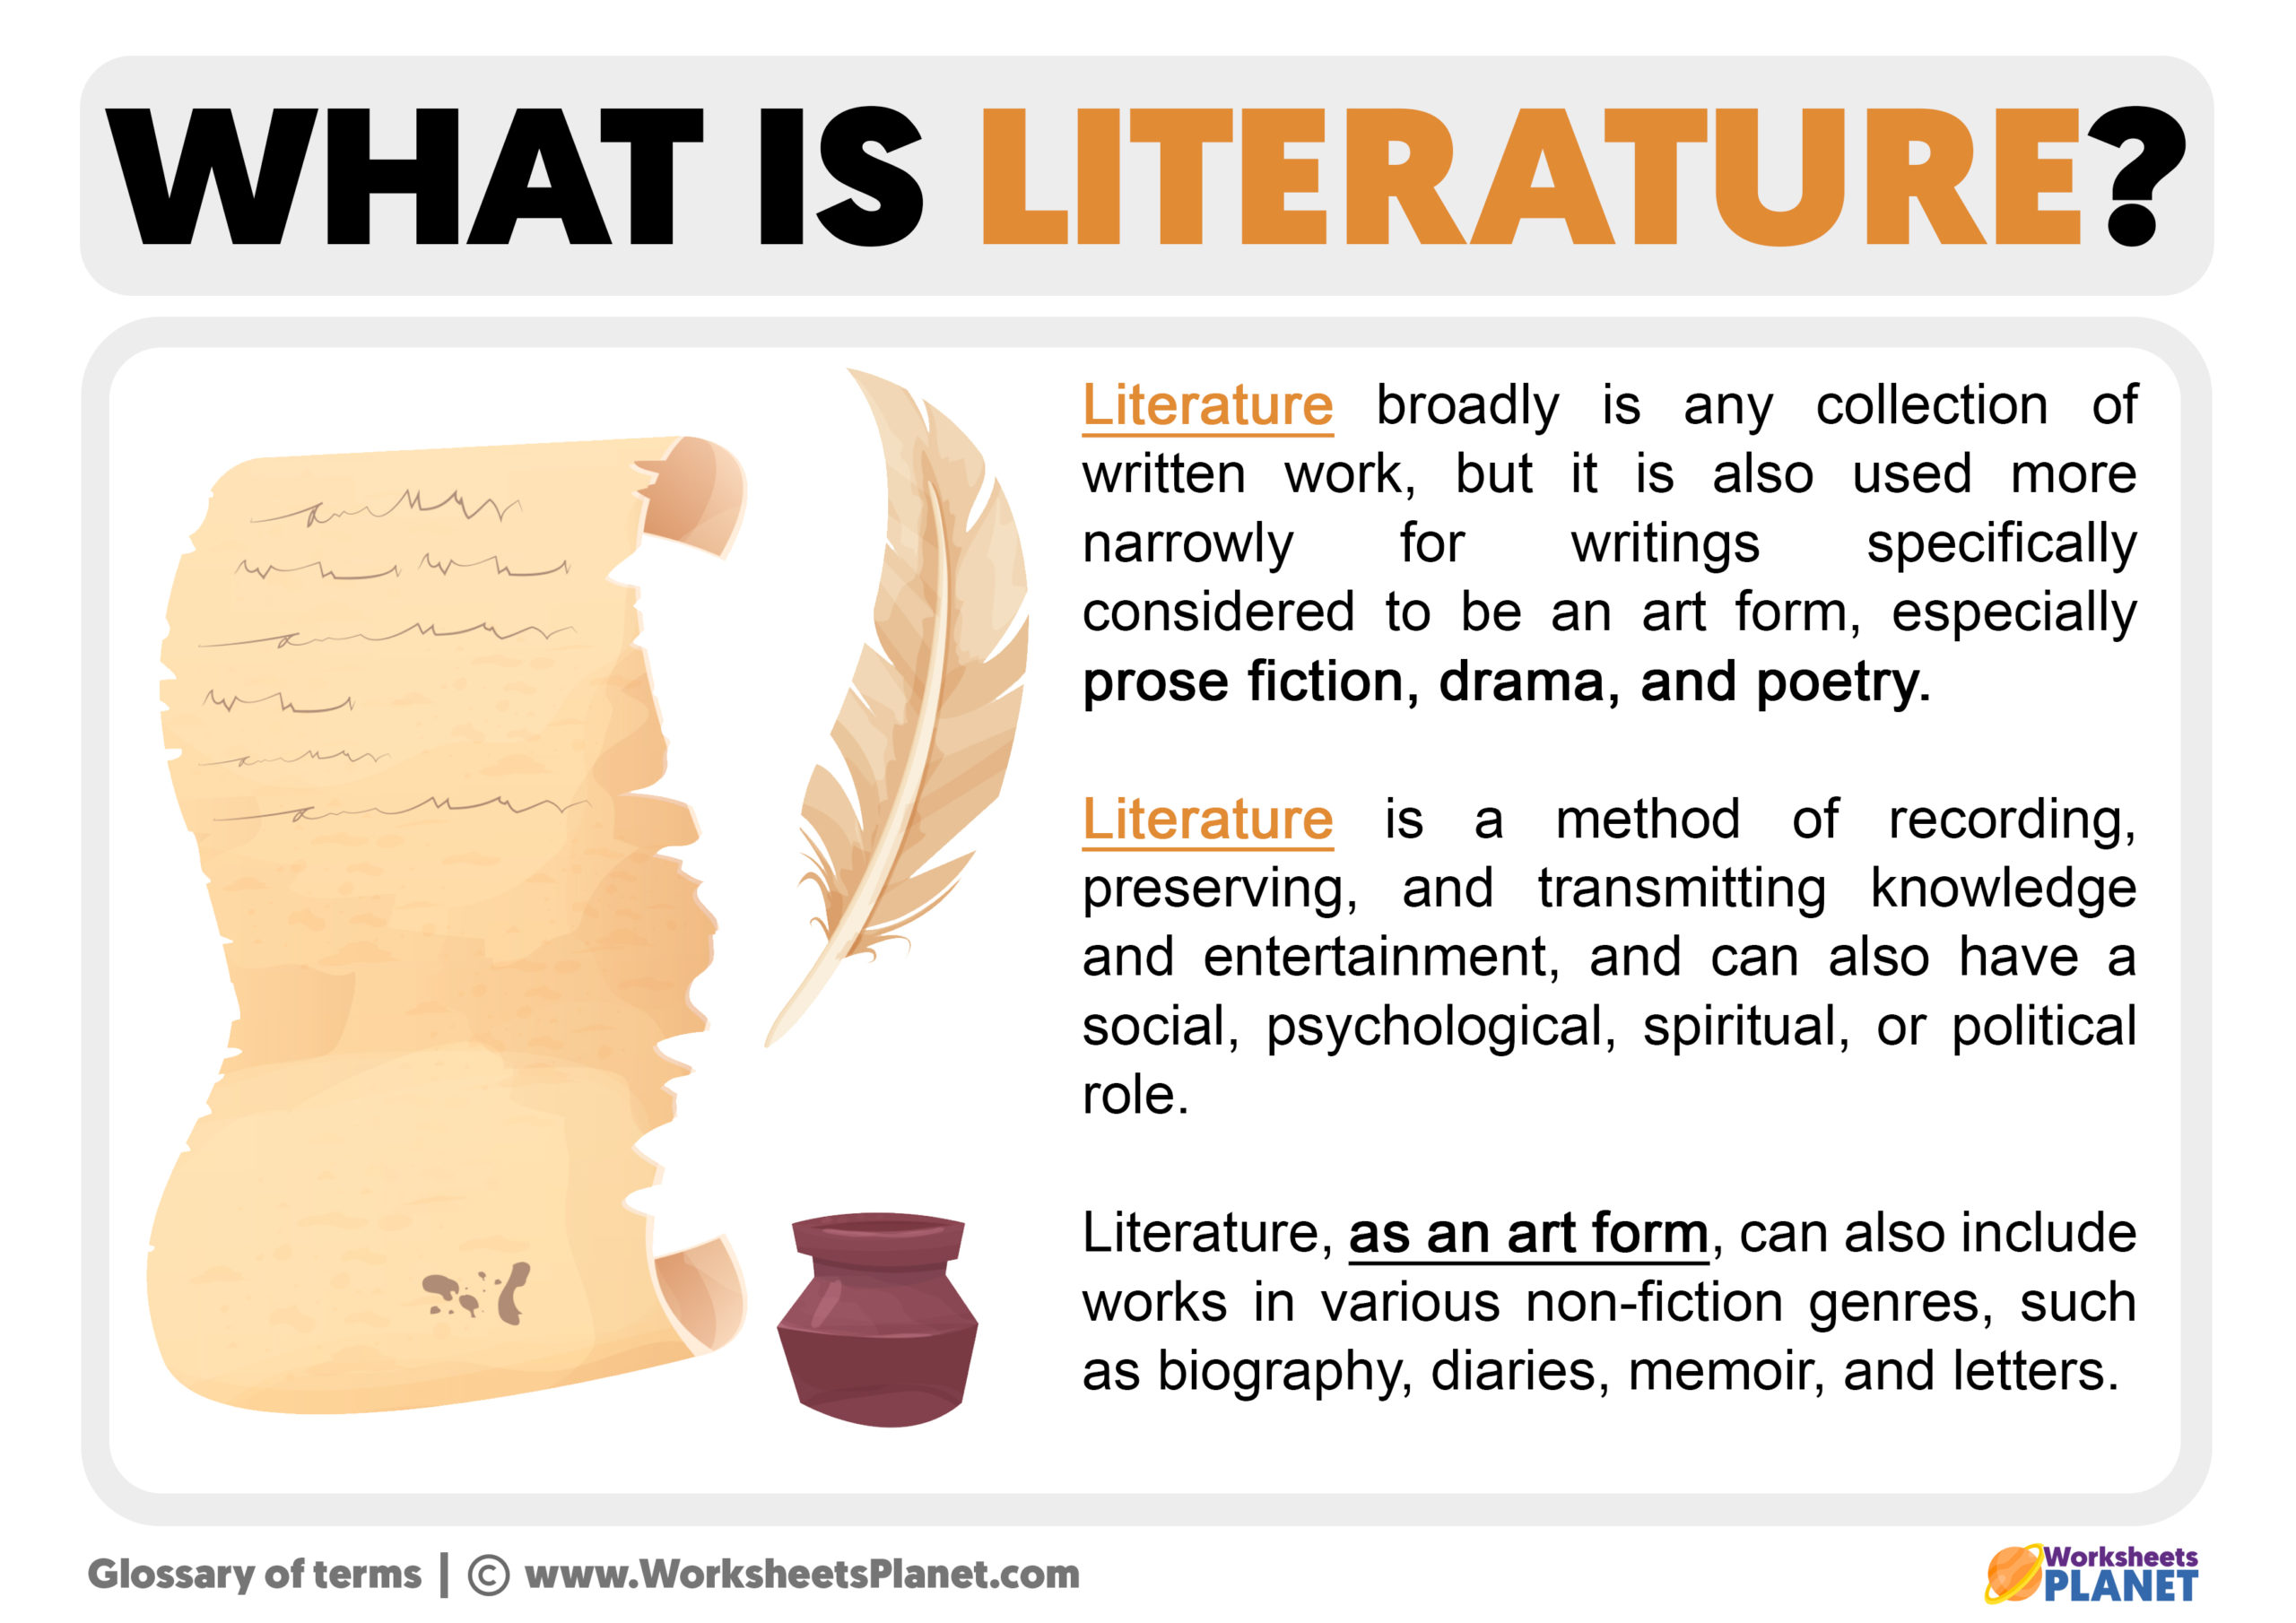 WHAT IS LITERATURE?
Literature broadly is any collection of
written work, but it is also used more
narrowly for writings specifically
considered to be an art form, especially
prose fiction, drama, and poetry.
Literature is a method of recording,
preserving, and transmitting knowledge
and entertainment, and can also have a
social, psychological, spiritual, or political
role.
Literature, as an art form, can also include
works in various non-fiction genres, such
as biography, diaries, memoir, and letters.
Glossary of terms | © www.WorksheetsPlanet.com
Worksheets
PLANET